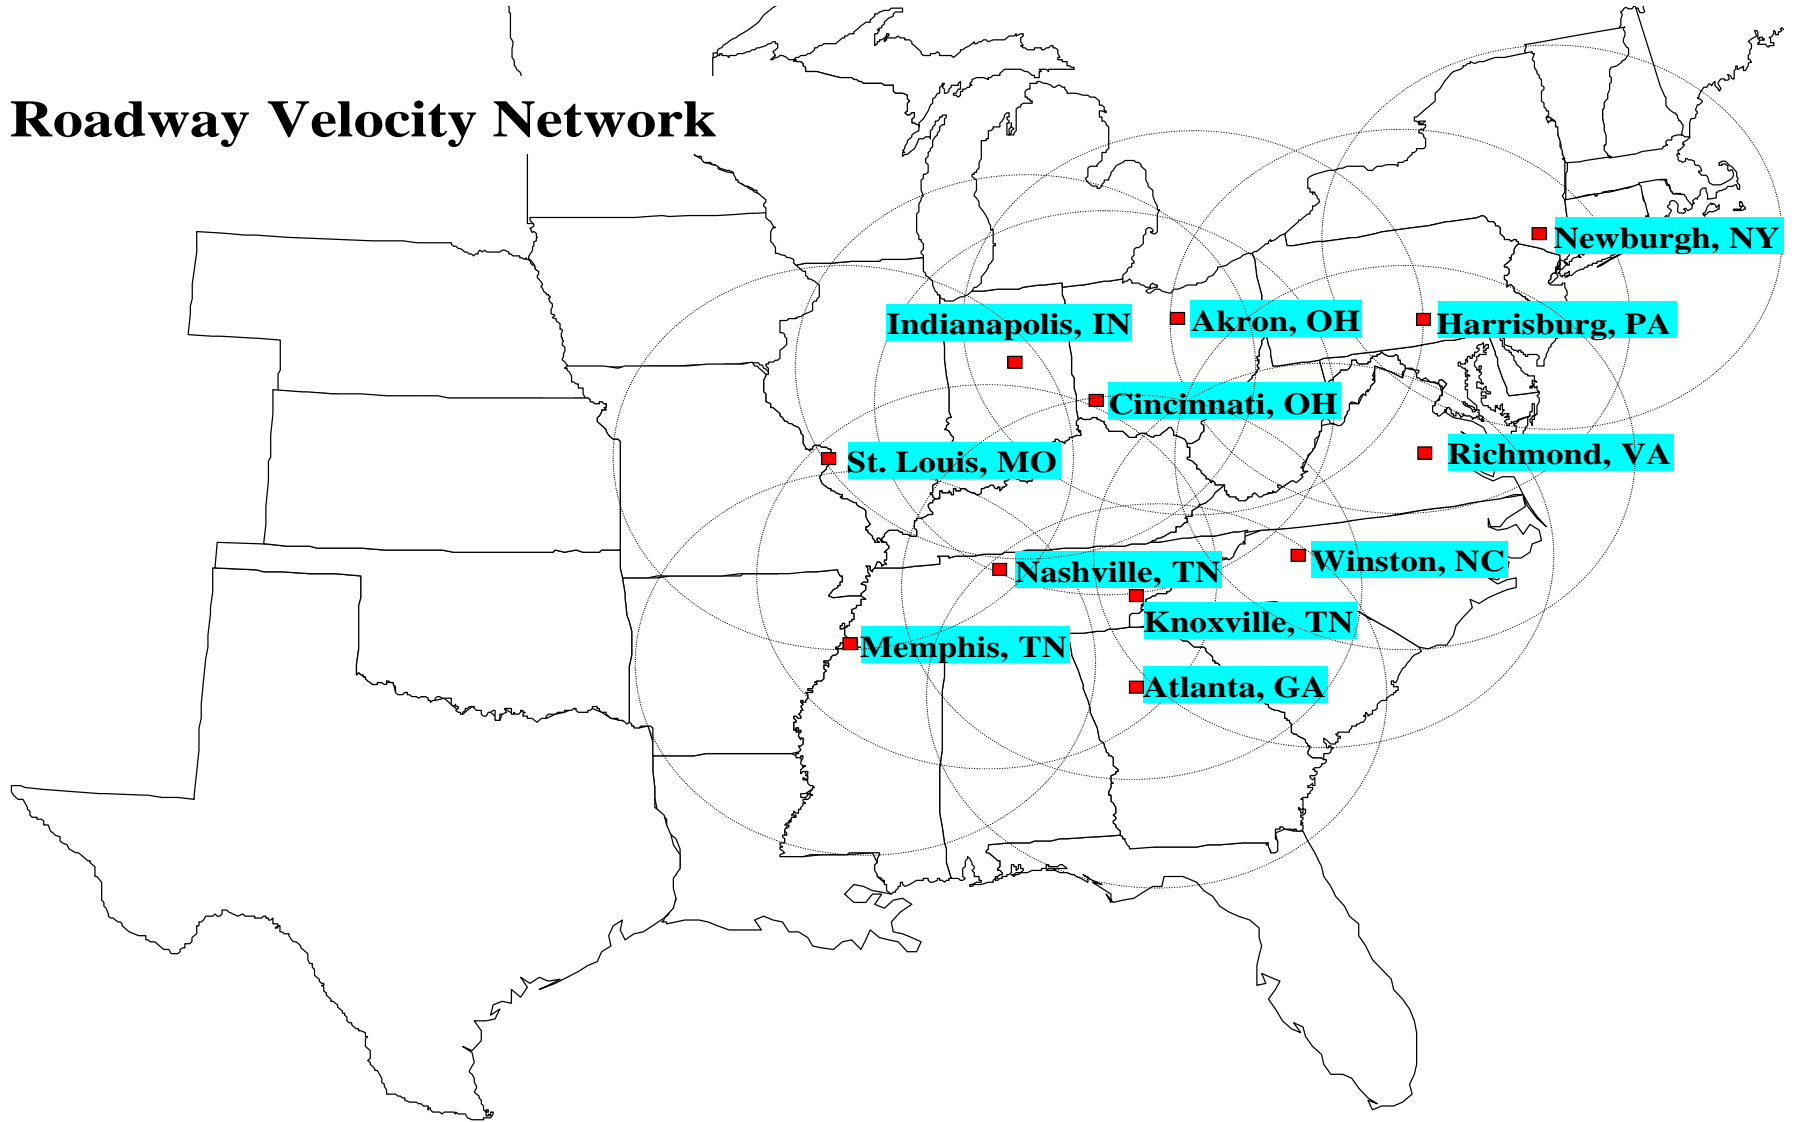 Roadway Velocity Network
Newburgh, NY
Indianapolis, IN
Akron, OH
Harrisburg, PA
Cincinnati, OH
St. Louis, MO
Richmond, VA
Nashville, TN
Winston, NC
Knoxville, TN
Memphis, TN
Atlanta, GA